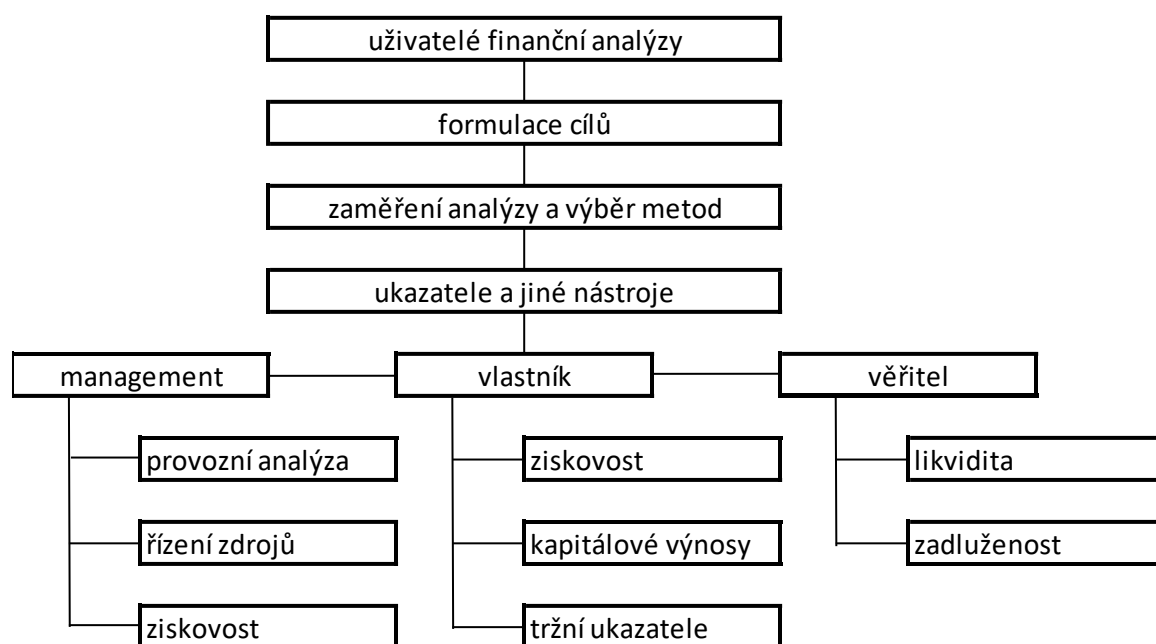 uživatelé finanční analýzy
formulace cílů
zaměření analýzy a výběr metod
ukazatele a jiné nástroje
management
vlastník
věřitel
provozní analýza
ziskovost
likvidita
řízení zdrojů
kapitálové výnosy
zadluženost
ziskovost
tržní ukazatele